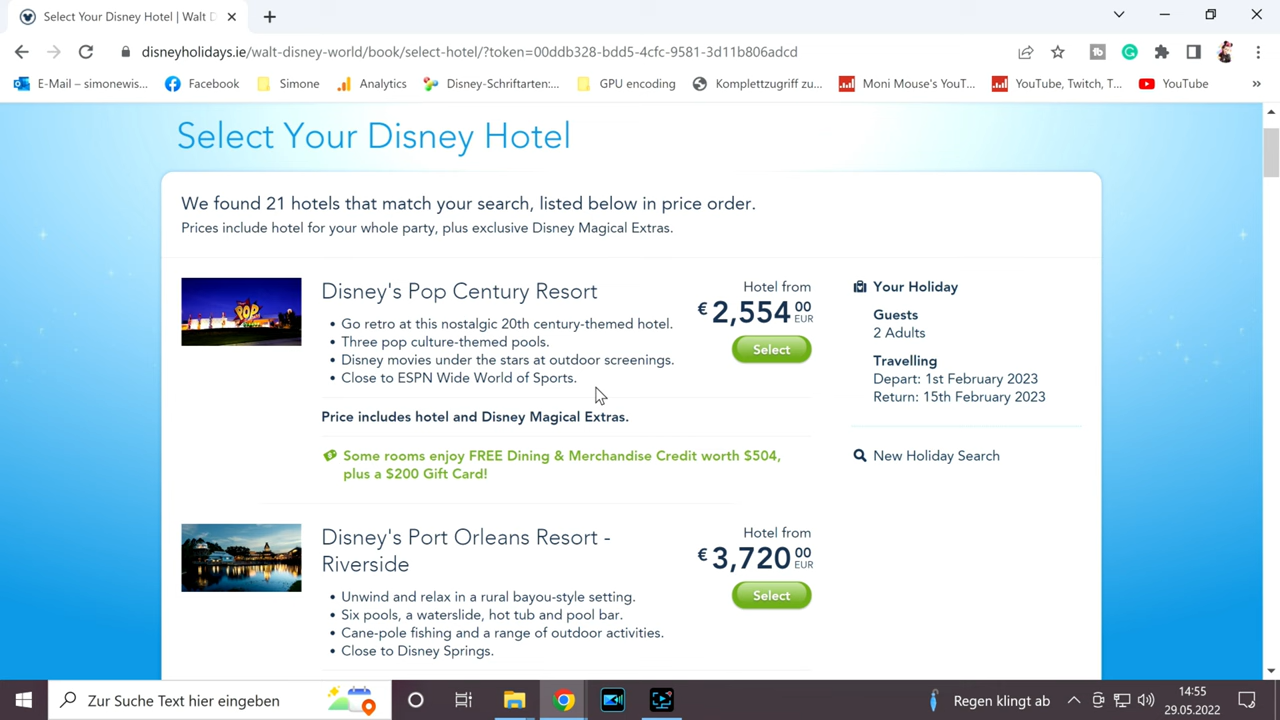 Select Your Disney Hotel | Walt D
disneyholidays.ie/walt-disney-world/book/select-hotel/?token=00ddb328-bdd5-4cfc-9581-3d11b806adcd
E-Mail – simonewis... Facebook Simone Analytics Disney-Schriftarten:... GPU encoding Komplettzugriff zu... Moni Mouse's YouT... YouTube, Twitch, T... YouTube »
Select Your Disney Hotel
We found 21 hotels that match your search, listed below in price order.
Prices include hotel for your whole party, plus exclusive Disney Magical Extras.
POP
Disney's Pop Century Resort
• Go retro at this nostalgic 20th century-themed hotel.
• Three pop culture-themed pools.
• Disney movies under the stars at outdoor screenings.
• Close to ESPN Wide World of Sports.
Hotel from
€ 2,554 00 EUR
Select
Price includes hotel and Disney Magical Extras.
Some rooms enjoy FREE Dining & Merchandise Credit worth $504,
plus a $200 Gift Card!
Your Holiday
Guests
2 Adults
Travelling
Depart: 1st February 2023
Return: 15th February 2023
New Holiday Search
Disney's Port Orleans Resort -
Riverside
• Unwind and relax in a rural bayou-style setting.
• Six pools, a waterslide, hot tub and pool bar.
• Cane-pole fishing and a range of outdoor activities.
• Close to Disney Springs.
Hotel from
€ 3,720 00 EUR
Select
Zur Suche Text hier eingeben
Regen klingt ab
14:55
29.05.2022